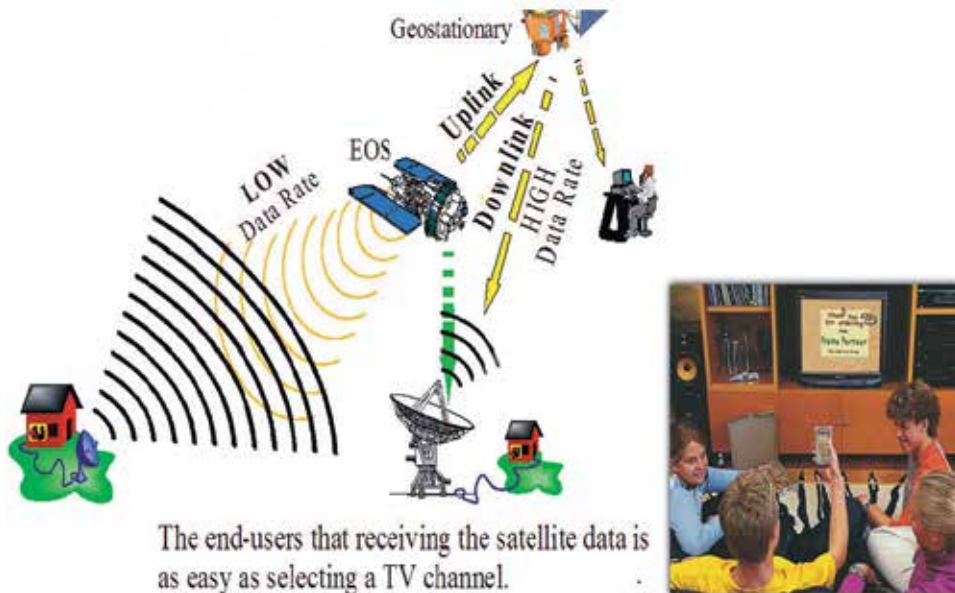 Geostationary
Uplink
EOS
LOW
Data Rate
Downlink
HIGH
Data Rate
The end-users that receiving the satellite data is
as easy as selecting a TV channel.